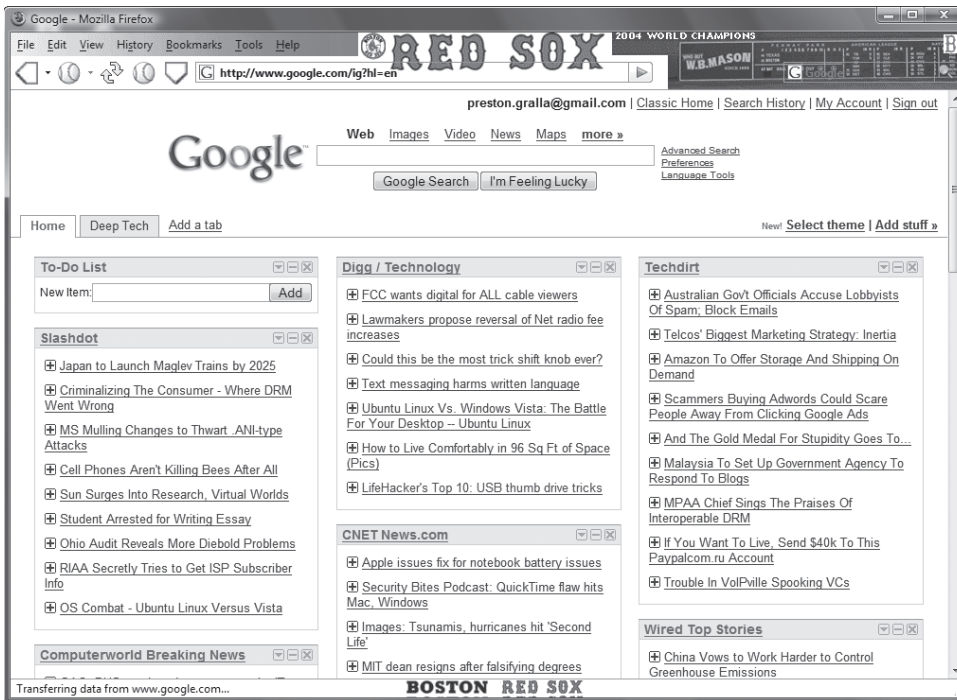 Google - Mozilla Firefox
File Edit View History Bookmarks Tools Help
RED SOX
2004 WORLD CHAMPIONS
W.B.MASON
G http://www.google.com/ig?hl=en
G Google
preston.gralla@gmail.com | Classic Home | Search History | My Account | Sign out
Google
Web Images Video News Maps more »
Advanced Search
Preferences
Language Tools
Google Search I'm Feeling Lucky
Home Deep Tech Add a tab
New! Select theme | Add stuff »
To-Do List
New Item: Add
Slashdot
Japan to Launch Maglev Trains by 2025
Criminalizing The Consumer - Where DRM
Went Wrong
MS Mulling Changes to Thwart .ANI-type
Attacks
Cell Phones Aren't Killing Bees After All
Sun Surges Into Research, Virtual Worlds
Student Arrested for Writing Essay
Ohio Audit Reveals More Diebold Problems
RIAA Secretly Tries to Get ISP Subscriber
Info
OS Combat - Ubuntu Linux Versus Vista
Computerworld Breaking News
Digg / Technology
FCC wants digital for ALL cable viewers
Lawmakers propose reversal of Net radio fee
increases
Could this be the most trick shift knob ever?
Text messaging harms written language
Ubuntu Linux Vs. Windows Vista: The Battle
For Your Desktop -- Ubuntu Linux
How to Live Comfortably in 96 Sq Ft of Space
(Pics)
LifeHacker's Top 10: USB thumb drive tricks
CNET News.com
Apple issues fix for notebook battery issues
Security Bites Podcast: QuickTime flaw hits
Mac, Windows
Images: Tsunamis, hurricanes hit 'Second
Life'
MIT dean resigns after falsifying degrees
Techdirt
Australian Gov't Officials Accuse Lobbyists
Of Spam; Block Emails
Telcos' Biggest Marketing Strategy: Inertia
Amazon To Offer Storage And Shipping On
Demand
Scammers Buying Adwords Could Scare
People Away From Clicking Google Ads
And The Gold Medal For Stupidity Goes To...
Malaysia To Set Up Government Agency To
Respond To Blogs
MPAA Chief Sings The Praises Of
Interoperable DRM
If You Want To Live, Send $40k To This
Paypalcom.ru Account
Trouble In VoIPville Spooking VCs
Wired Top Stories
China Vows to Work Harder to Control
Greenhouse Emissions
Transferring data from www.google.com...
BOSTON RED SOX